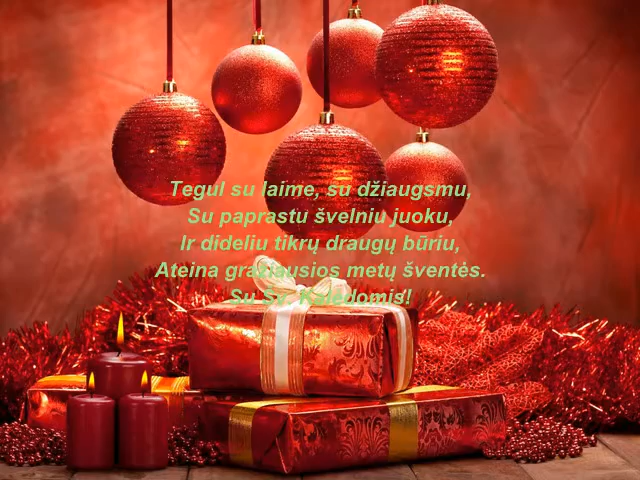 Tegul su laime, su džiaugsmu,
Su paprastu švelniu juoku,
Ir dideliu tikrų draugų būriu,
Ateina gražiausios metų šventės.
Su Šv. Kalėdomis!